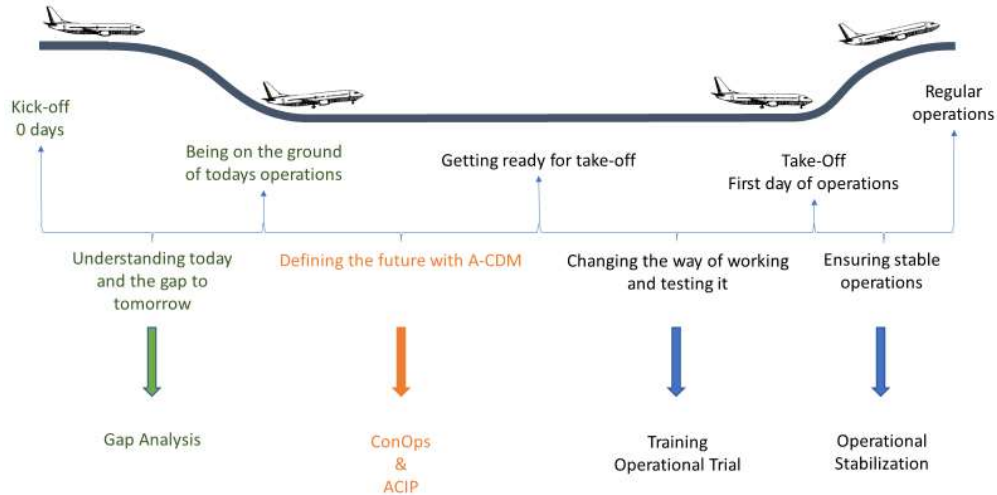 Kick-off
0 days
Being on the ground
of todays operations
Getting ready for take-off
Take-Off
First day of operations
Regular
operations
Understanding today
and the gap to
tomorrow
Defining the future with A-CDM
Changing the way of working
and testing it
Ensuring stable
operations
Gap Analysis
ConOps
&
ACIP
Training
Operational Trial
Operational
Stabilization